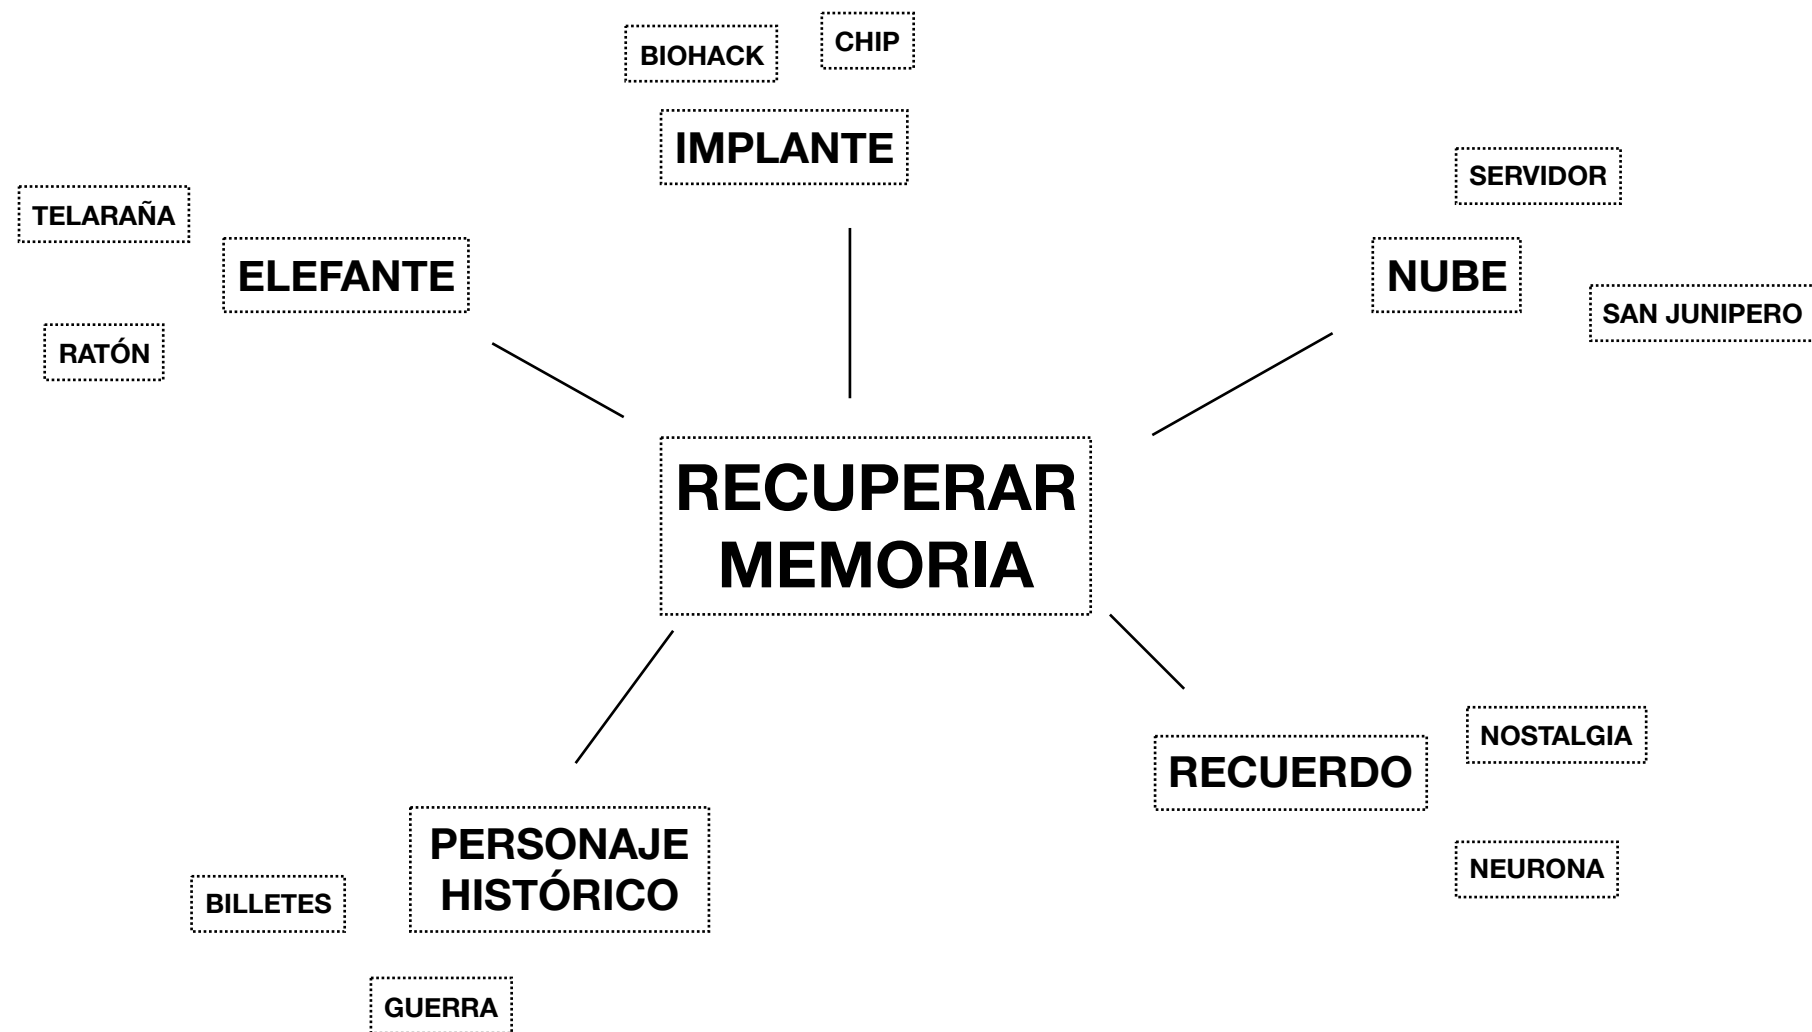 BIOHACK
CHIP
IMPLANTE
SERVIDOR
TELARAÑA
ELEFANTE
NUBE
SAN JUNIPERO
RATÓN
RECUPERAR
MEMORIA
NOSTALGIA
RECUERDO
PERSONAJE
HISTÓRICO
NEURONA
BILLETES
GUERRA